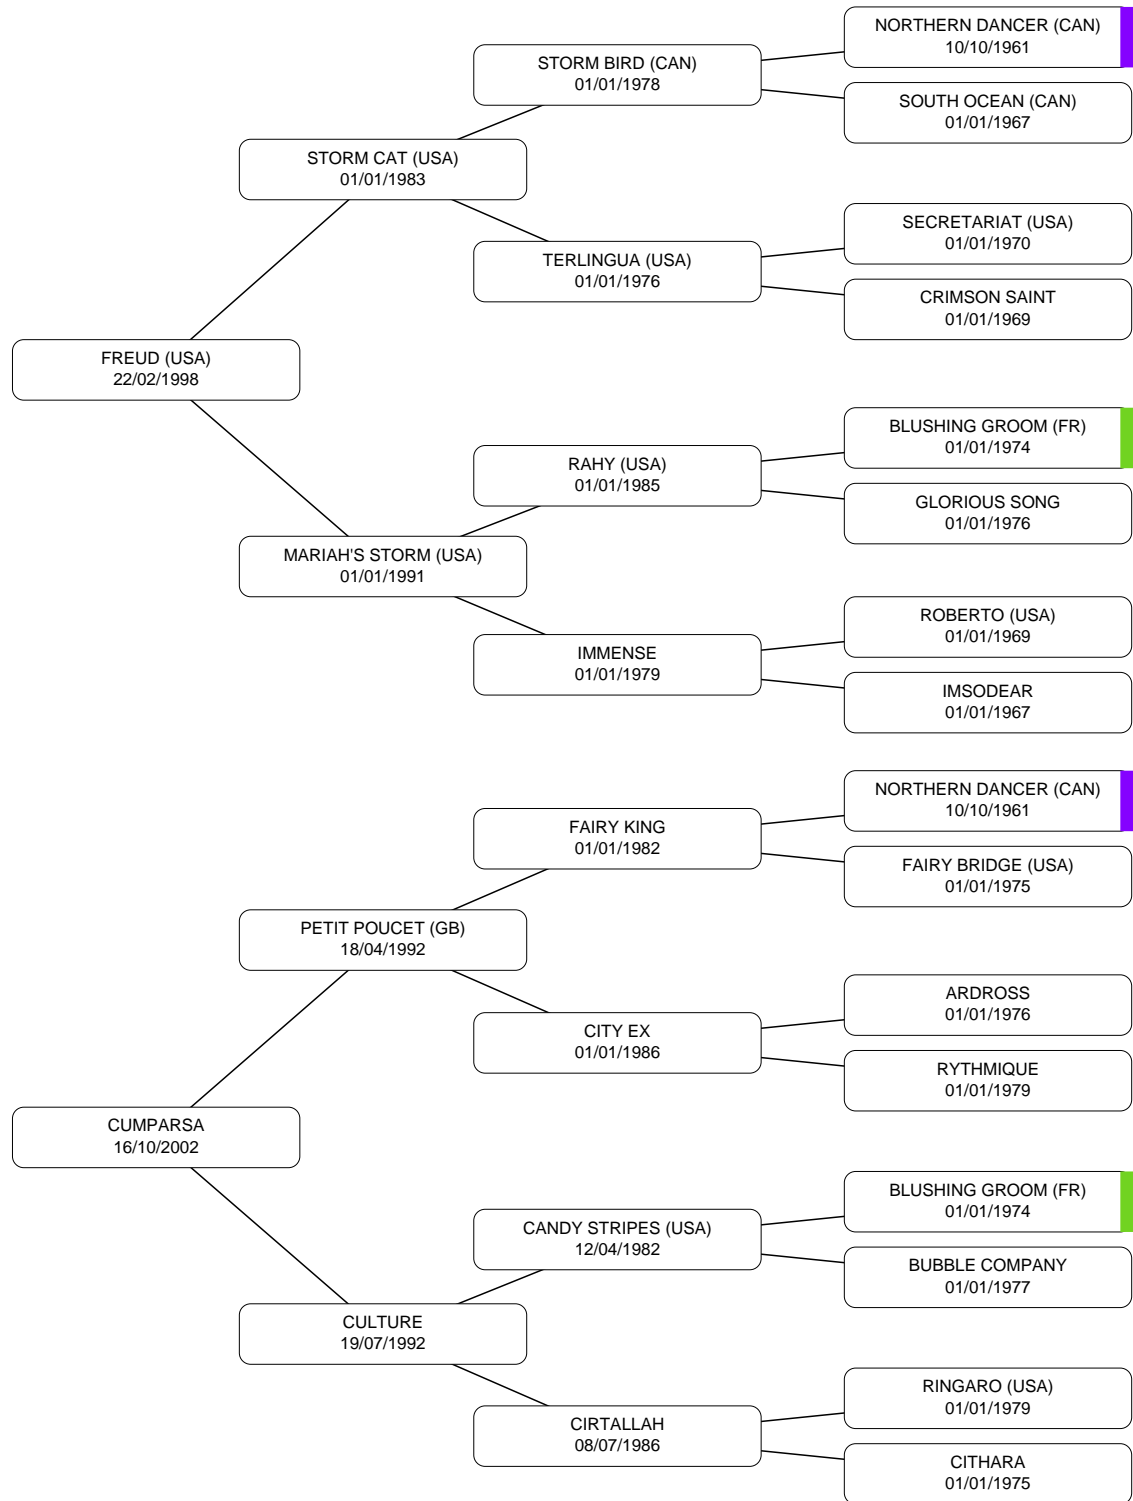 NORTHERN DANCER (CAN)
10/10/1961
STORM BIRD (CAN)
01/01/1978
SOUTH OCEAN (CAN)
01/01/1967
STORM CAT (USA)
01/01/1983
SECRETARIAT (USA)
01/01/1970
TERLINGUA (USA)
01/01/1976
CRIMSON SAINT
01/01/1969
FREUD (USA)
22/02/1998
BLUSHING GROOM (FR)
01/01/1974
RAHY (USA)
01/01/1985
GLORIOUS SONG
01/01/1976
MARIAH'S STORM (USA)
01/01/1991
ROBERTO (USA)
01/01/1969
IMMENSE
01/01/1979
IMSODEAR
01/01/1967
NORTHERN DANCER (CAN)
10/10/1961
FAIRY KING
01/01/1982
FAIRY BRIDGE (USA)
01/01/1975
PETIT POUCET (GB)
18/04/1992
ARDROSS
01/01/1976
CITY EX
01/01/1986
RYTHMIQUE
01/01/1979
CUMPARSA
16/10/2002
BLUSHING GROOM (FR)
01/01/1974
CANDY STRIPES (USA)
12/04/1982
BUBBLE COMPANY
01/01/1977
CULTURE
19/07/1992
RINGARO (USA)
01/01/1979
CIRTALLAH
08/07/1986
CITHARA
01/01/1975